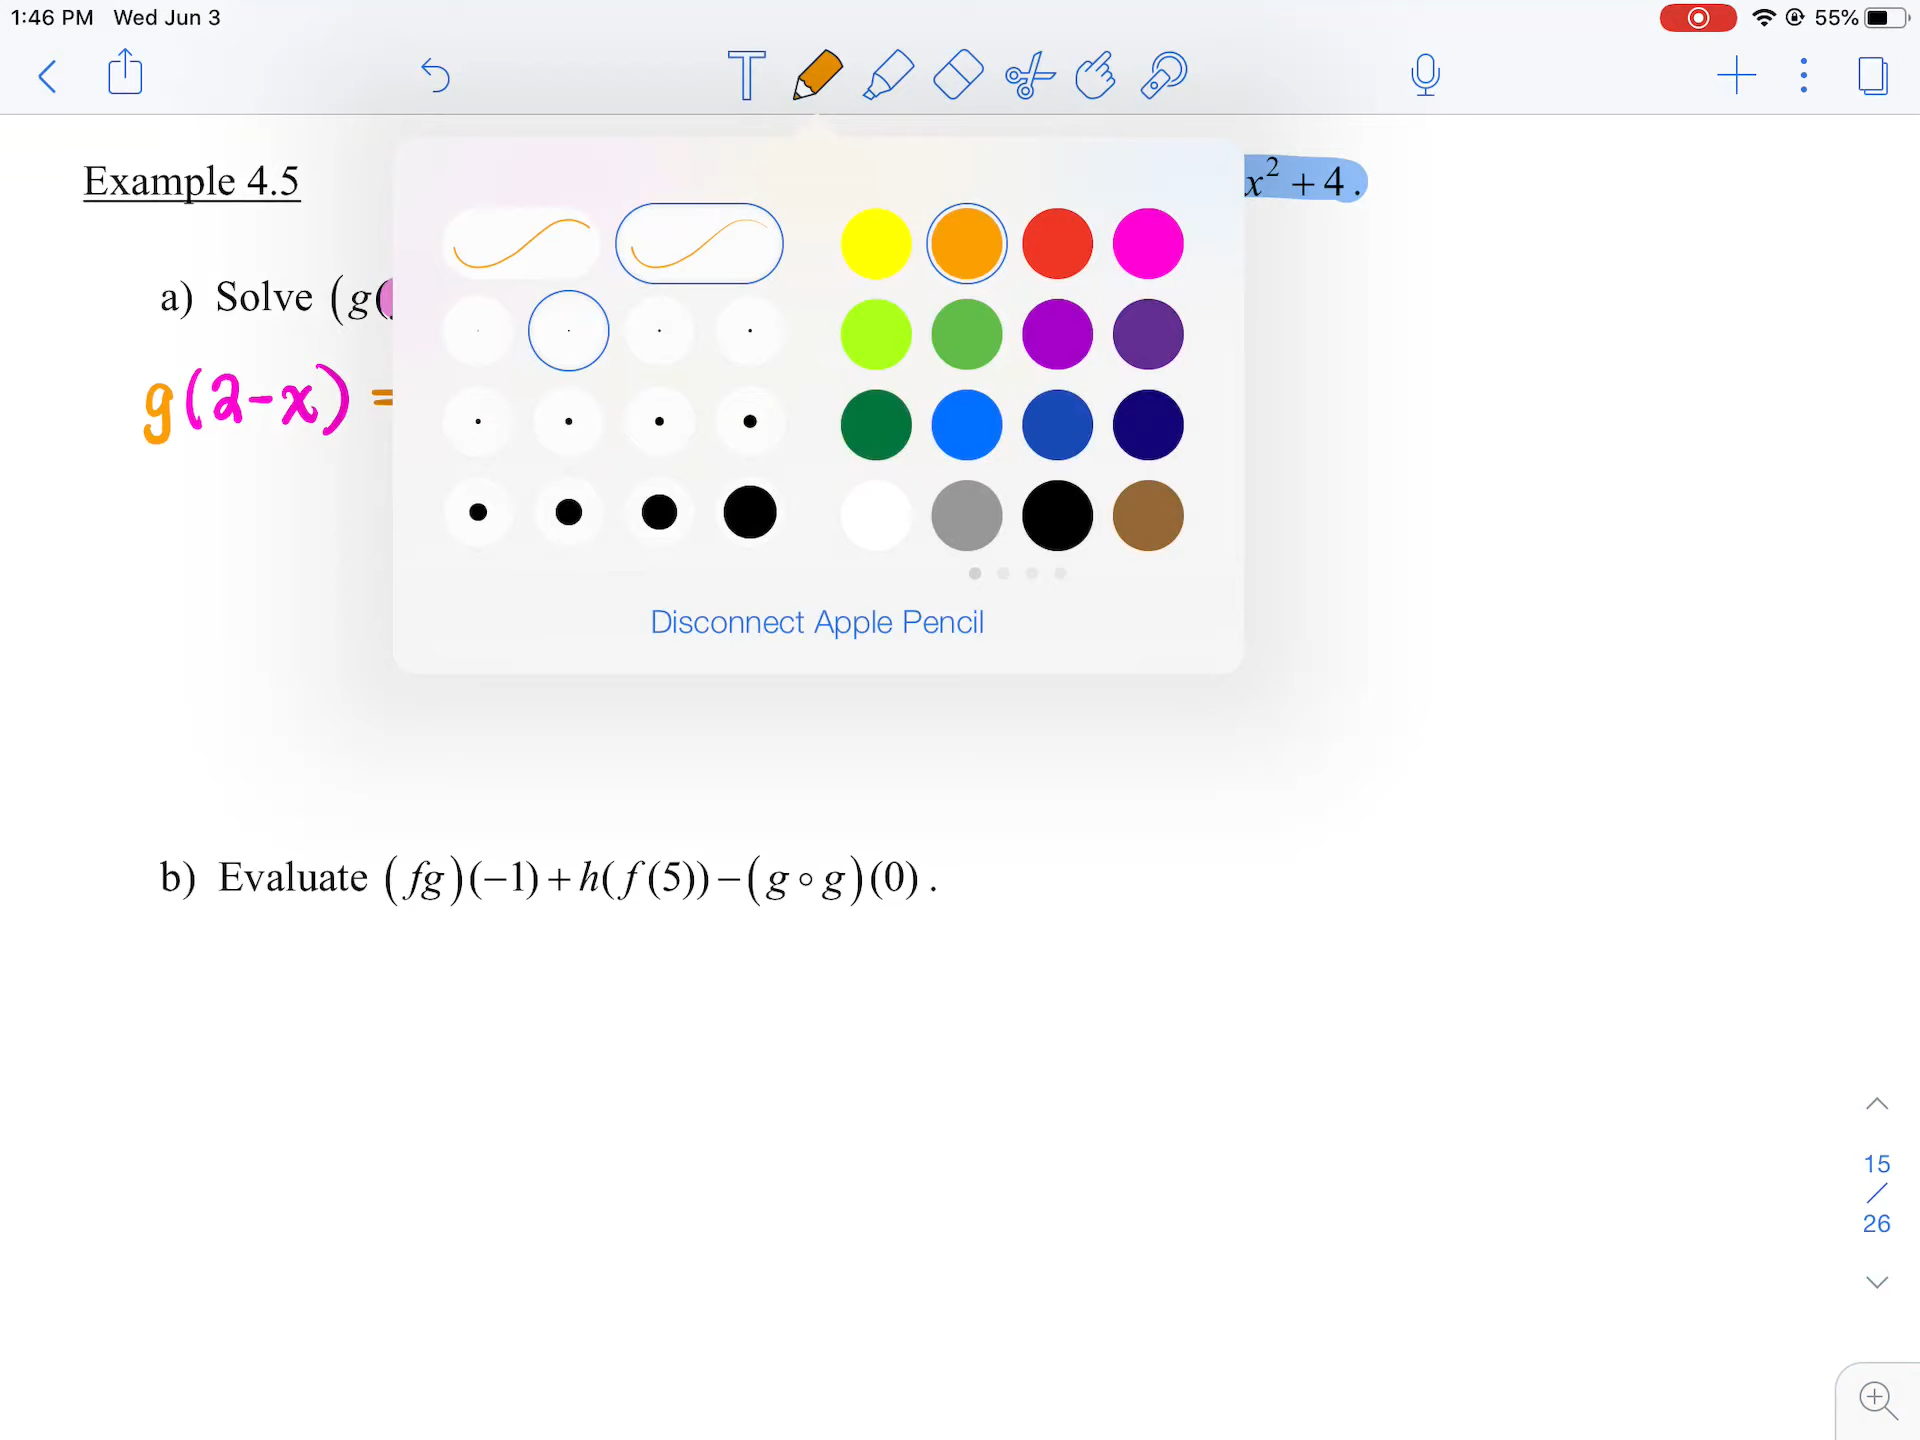 1:46 PM Wed Jun 3
55%
T
Example 4.5
x² + 4.
a) Solve (g(
g(2-x) =
Disconnect Apple Pencil
b) Evaluate (fg)(−1)+h(f(5))−(g∘g)(0).
15
/
26